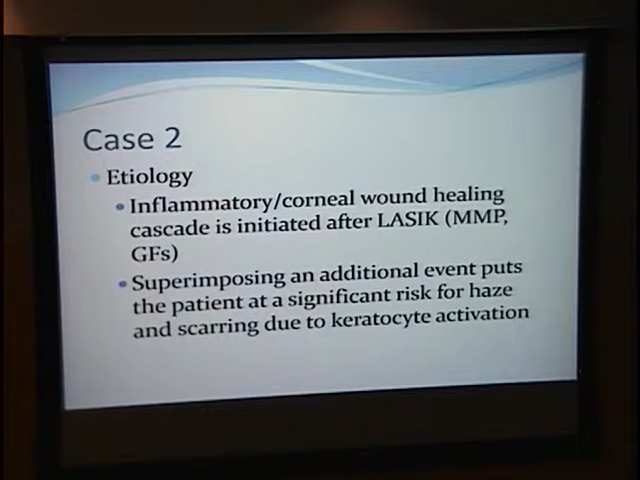 Case 2
Etiology
Inflammatory/corneal wound healing
cascade is initiated after LASIK (MMP,
GFs)
Superimposing an additional event puts
the patient at a significant risk for haze
and scarring due to keratocyte activation